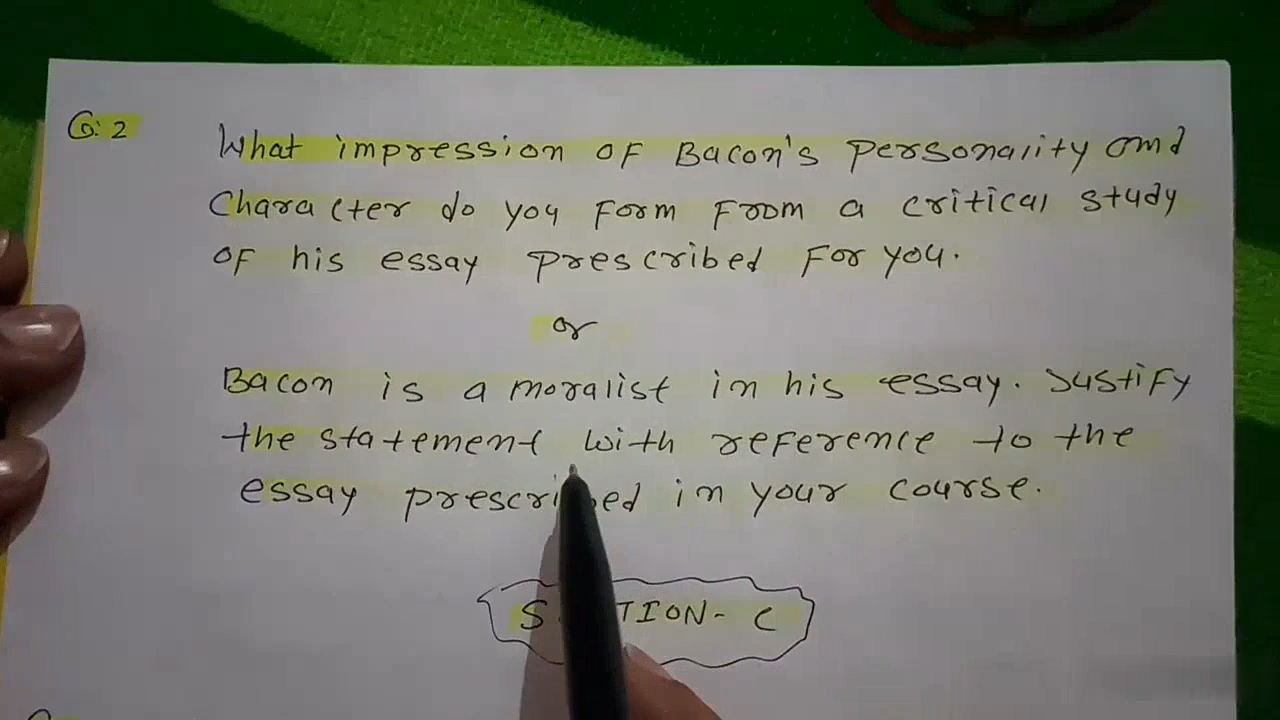 Q: 2
What impression of Bacon's personality and
Character do you form from a critical study
of his essay prescribed for you.
or
Bacon is a moralist in his essay. Justify
the statement with reference to the
essay prescribed in your course.
- C